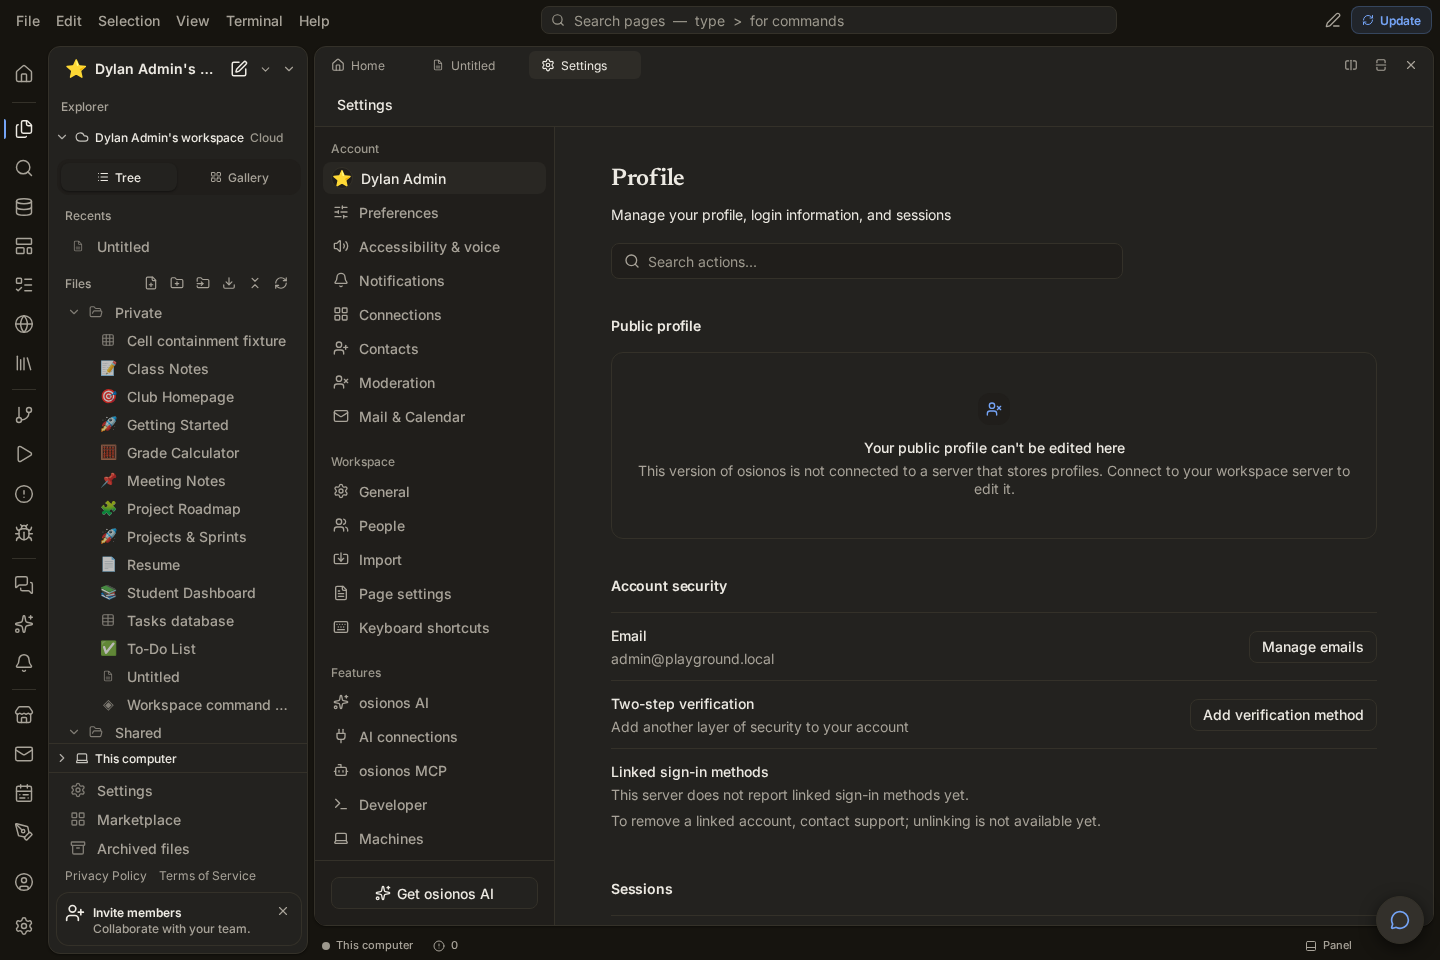 File Edit Selection View Terminal Help
Search pages — type > for commands
Update
Dylan Admin's ...
Explorer
Dylan Admin's workspace Cloud
Tree
Gallery
Recents
Untitled
Files
Private
Cell containment fixture
Class Notes
Club Homepage
Getting Started
Grade Calculator
Meeting Notes
Project Roadmap
Projects & Sprints
Resume
Student Dashboard
Tasks database
To-Do List
Untitled
Workspace command ...
Shared
This computer
Settings
Marketplace
Archived files
Privacy Policy Terms of Service
Invite members
Collaborate with your team.
Home
Untitled
Settings
Settings
Account
Dylan Admin
Preferences
Accessibility & voice
Notifications
Connections
Contacts
Moderation
Mail & Calendar
Workspace
General
People
Import
Page settings
Keyboard shortcuts
Features
osionos AI
AI connections
osionos MCP
Developer
Machines
Get osionos AI
Profile
Manage your profile, login information, and sessions
Search actions...
Public profile
Your public profile can't be edited here
This version of osionos is not connected to a server that stores profiles. Connect to your workspace server to
edit it.
Account security
Email
admin@playground.local
Manage emails
Two-step verification
Add another layer of security to your account
Add verification method
Linked sign-in methods
This server does not report linked sign-in methods yet.
To remove a linked account, contact support; unlinking is not available yet.
Sessions
This computer
0
Panel